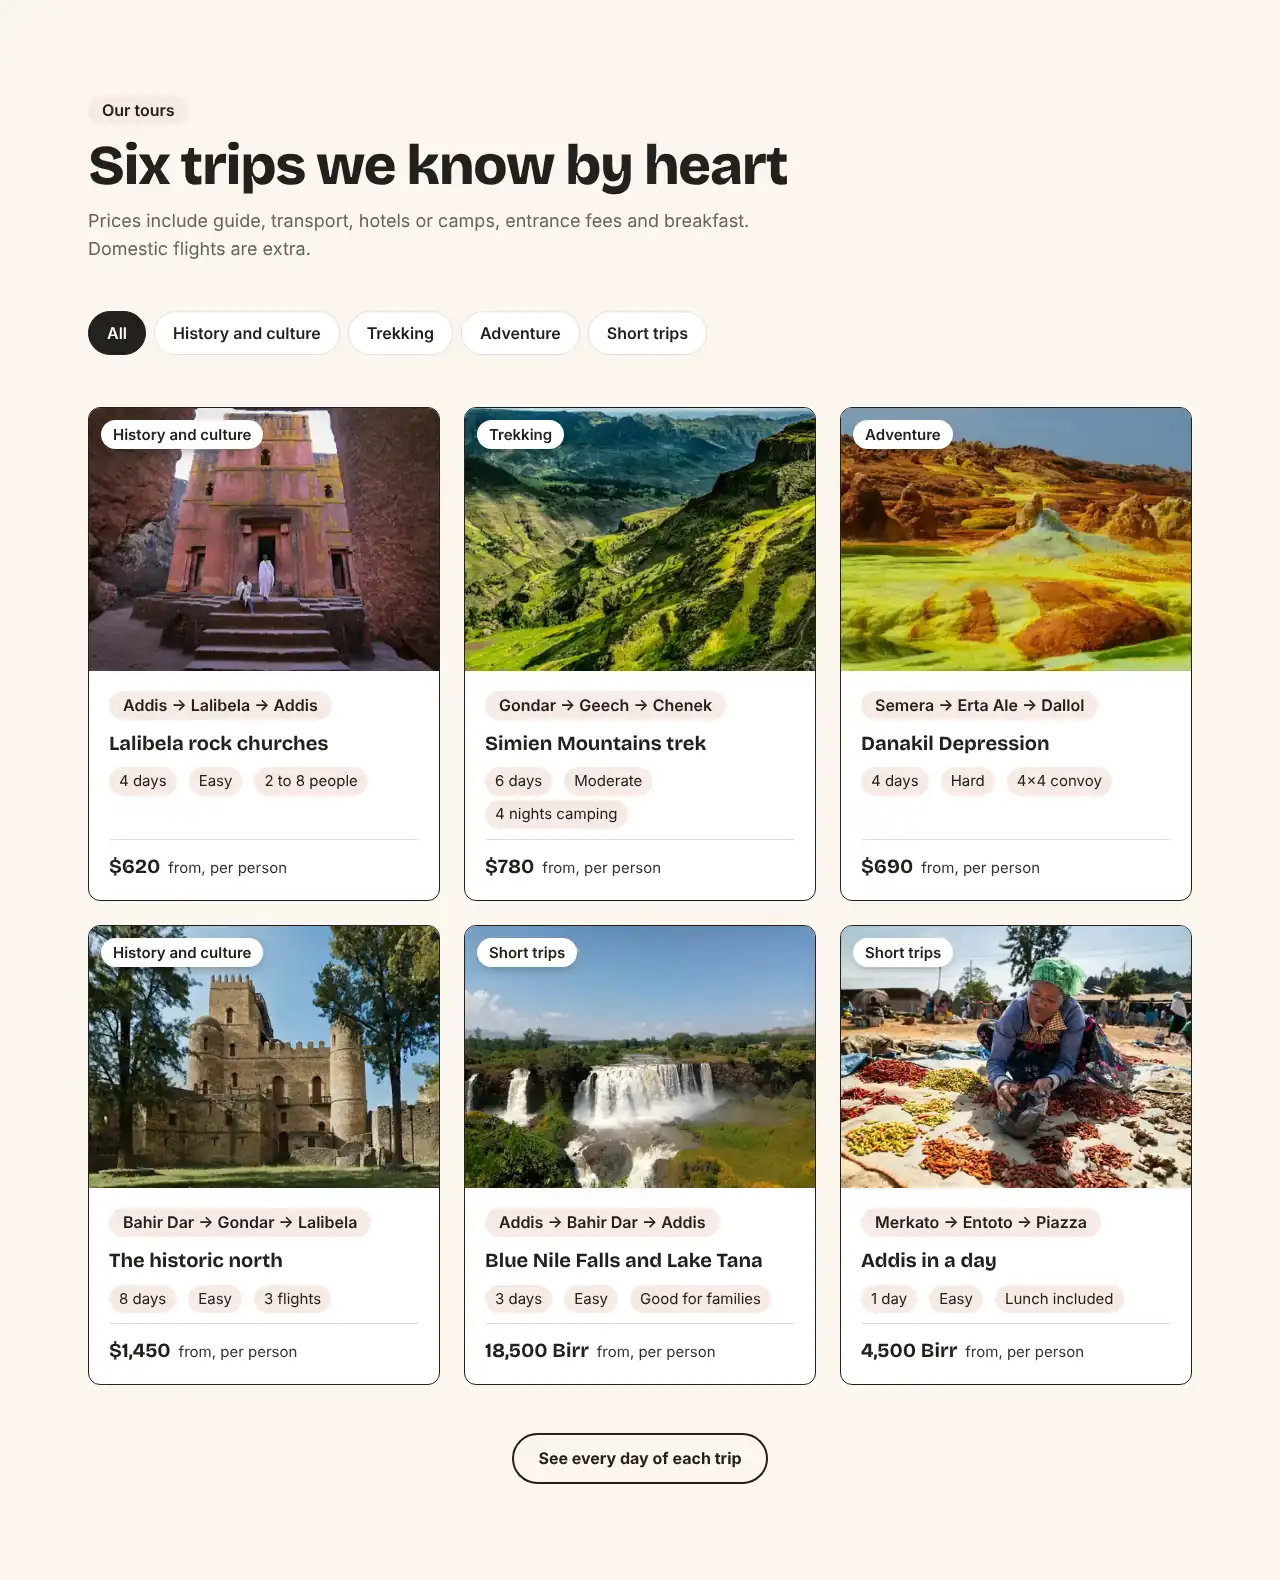 Our tours
Six trips we know by heart
Prices include guide, transport, hotels or camps, entrance fees and breakfast.
Domestic flights are extra.
All
History and culture
Trekking
Adventure
Short trips
History and culture
Addis → Lalibela → Addis
Lalibela rock churches
4 days
Easy
2 to 8 people
$620 from, per person
Trekking
Gondar → Geech → Chenek
Simien Mountains trek
6 days
Moderate
4 nights camping
$780 from, per person
Adventure
Semera → Erta Ale → Dallol
Danakil Depression
4 days
Hard
4×4 convoy
$690 from, per person
History and culture
Bahir Dar → Gondar → Lalibela
The historic north
8 days
Easy
3 flights
$1,450 from, per person
Short trips
Addis → Bahir Dar → Addis
Blue Nile Falls and Lake Tana
3 days
Easy
Good for families
18,500 Birr from, per person
Short trips
Merkato → Entoto → Piazza
Addis in a day
1 day
Easy
Lunch included
4,500 Birr from, per person
See every day of each trip